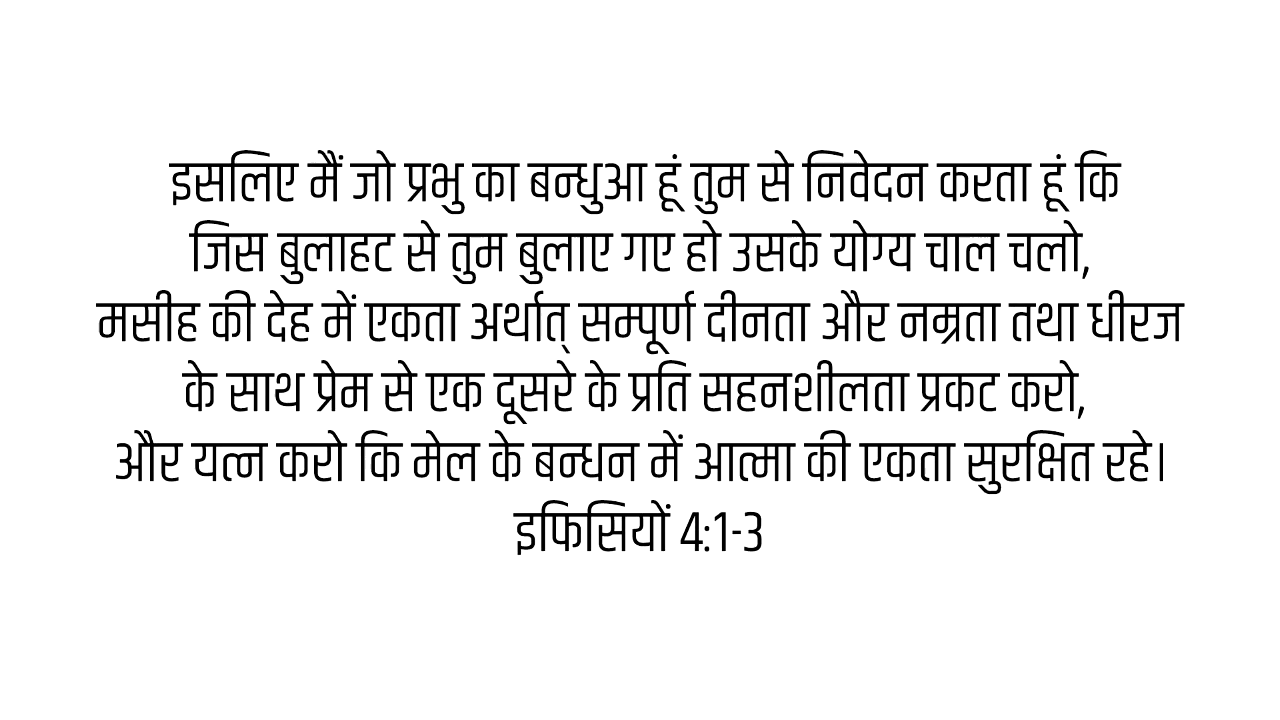 इसलिए मैं जो प्रभु का बन्धुआ हूं तुम से निवेदन करता हूं कि
जिस बुलाहट से तुम बुलाए गए हो उसके योग्य चाल चलो,
मसीह की देह में एकता अर्थात् सम्पूर्ण दीनता और नम्रता तथा धीरज
के साथ प्रेम से एक दूसरे के प्रति सहनशीलता प्रकट करो,
और यत्न करो कि मेल के बन्धन में आत्मा की एकता सुरक्षित रहे।
इफिसियों 4:1-3